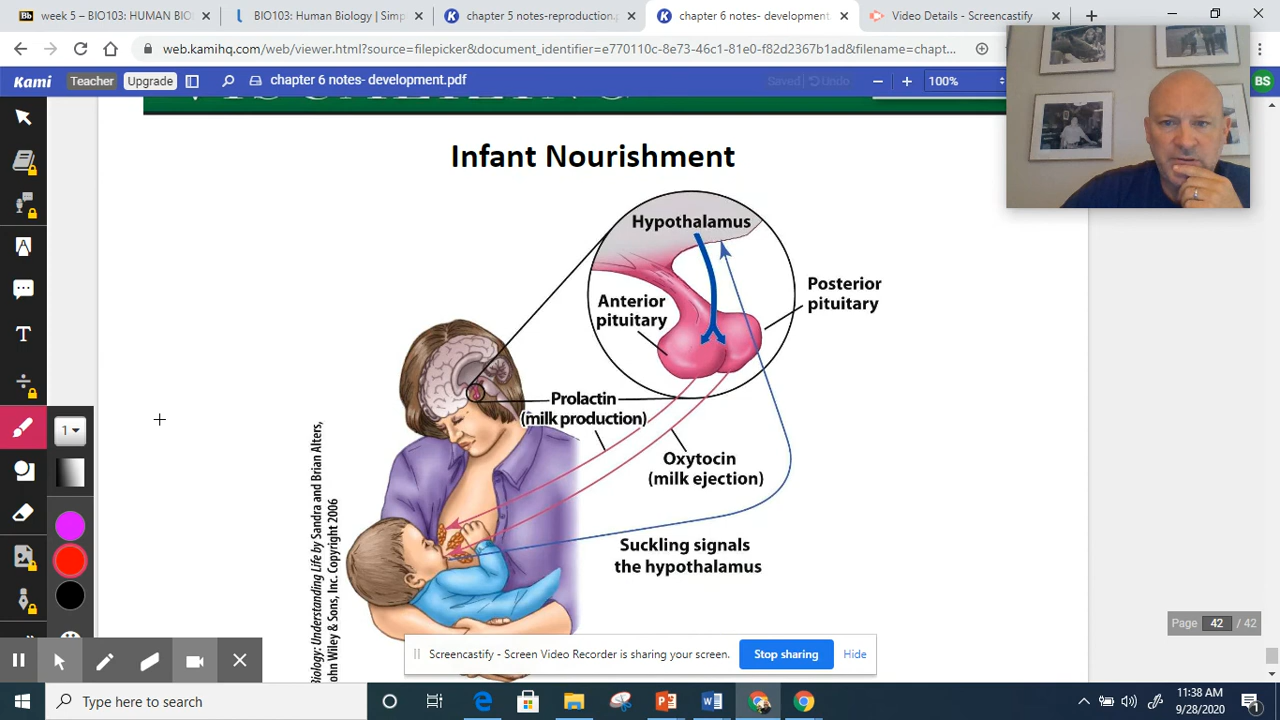 week 5 – BIO103: HUMAN BIO
BIO103: Human Biology | Simp
chapter 5 notes-reproduction.p
chapter 6 notes- development.
Video Details - Screencastify
web.kamihq.com/web/viewer.html?source=filepicker&document_identifier=e770110c-8e73-46c1-81e0-f82d2367b1ad&filename=chapt...
Kami
Teacher
Upgrade
chapter 6 notes- development.pdf
Saved
Undo
100%
BS
Infant Nourishment
Hypothalamus
Anterior
pituitary
Posterior
pituitary
Prolactin
(milk production)
Oxytocin
(milk ejection)
Suckling signals
the hypothalamus
Biology: Understanding Life by Sandra and Brian Alters,
John Wiley & Sons, Inc. Copyright 2006
1
Page 42 / 42
Screencastify - Screen Video Recorder is sharing your screen.
Stop sharing
Hide
Type here to search
11:38 AM
9/28/2020